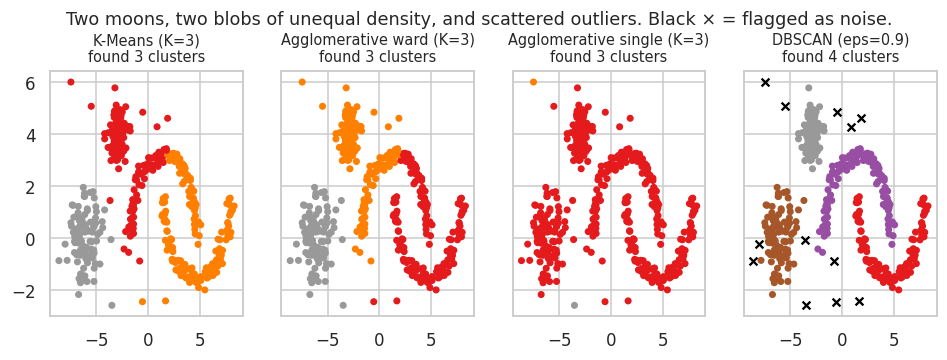 Two moons, two blobs of unequal density, and scattered outliers. Black × = flagged as noise.
K-Means (K=3)
found 3 clusters
Agglomerative ward (K=3)
found 3 clusters
Agglomerative single (K=3)
found 3 clusters
DBSCAN (eps=0.9)
found 4 clusters
6
4
2
0
−2
−5 0 5
−5 0 5
−5 0 5
−5 0 5